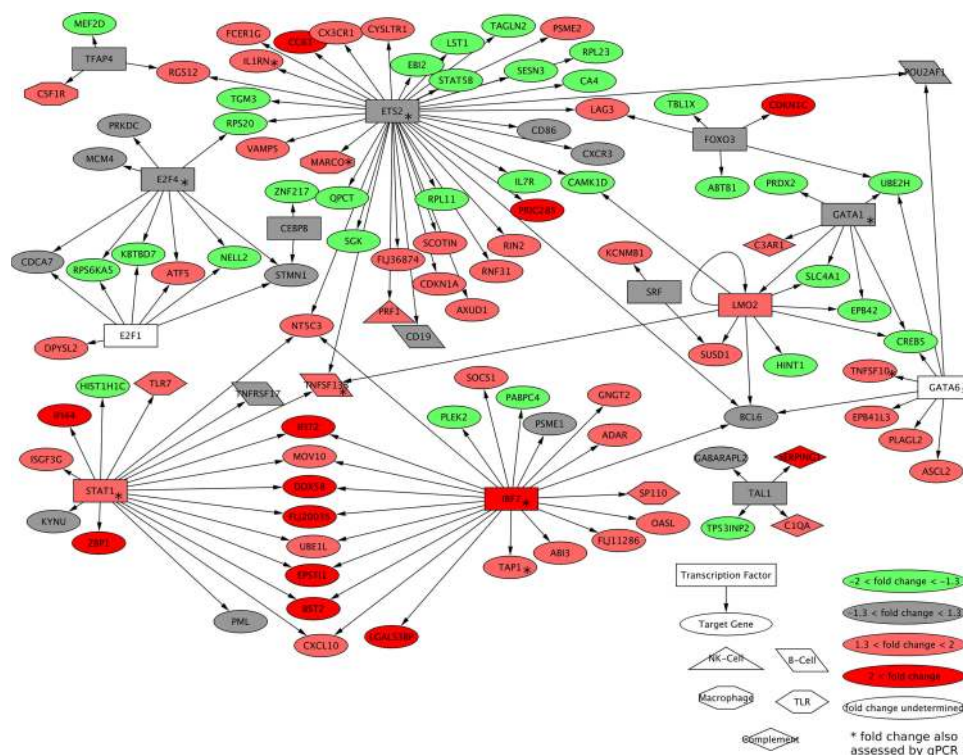 MEF2D
FCER1G
CX3CR1
CYSLTR1
TAGLN2
PSME2
TFAP4
IL1RN*
LST1
RPL23
EBI2
SESN3
RGS12
STAT5B
CA4
POU2AF1
CSF1R
TGM3
ETS2
*
LAG3
TBL1X
CDKN1C
RPS20
PRKDC
CD86
FOXO3
VAMP5
CXCR3
MCM4
MARCO*
E2F4
*
ABTB1
PRDX2
UBE2H
ZNF217
QPCT
RPL11
IL7R
CAMK1D
GATA1
*
CEBPB
SGK
SCOTIN
RIN2
C3AR1
KCNMB1
CDCA7
KBTBD7
NELL2
FLJ36874
RPS6KA5
ATF5
STMN1
CDKN1A
RNF31
SLC4A1
SRF
LMO2
AXUD1
EPB42
E2F1
NT5C3
PRF1
CD19
CREB5
DPYSL2
SUSD1
HINT1
TNFSF10*
GATA6
HIST1H1C
TLR7
TNFRSF17
SOCS1
GNGT2
PLEK2
PABPC4
BCL6
EPB41L3
IFI44
PSME1
ADAR
PLAGL2
ISGF3G
MOV10
GABARAPL2
ASCL2
STAT1
*
DDX58
IRF7
*
SP110
TAL1
KYNU
OASL
TPS3INP2
C1QA
ZBP1
UBE1L
FLJ11286
ABI3
TAP1*
EPSTI1
Transcription Factor
-2 < fold change < -1.3
BST2
PML
-1.3 < fold change < 1.3
CXCL10
LGALS3BP
Target Gene
1.3 < fold change < 2
NK-Cell
B-Cell
2 < fold change
Macrophage
TLR
fold change undetermined
Complement
* fold change also
assessed by qPCR